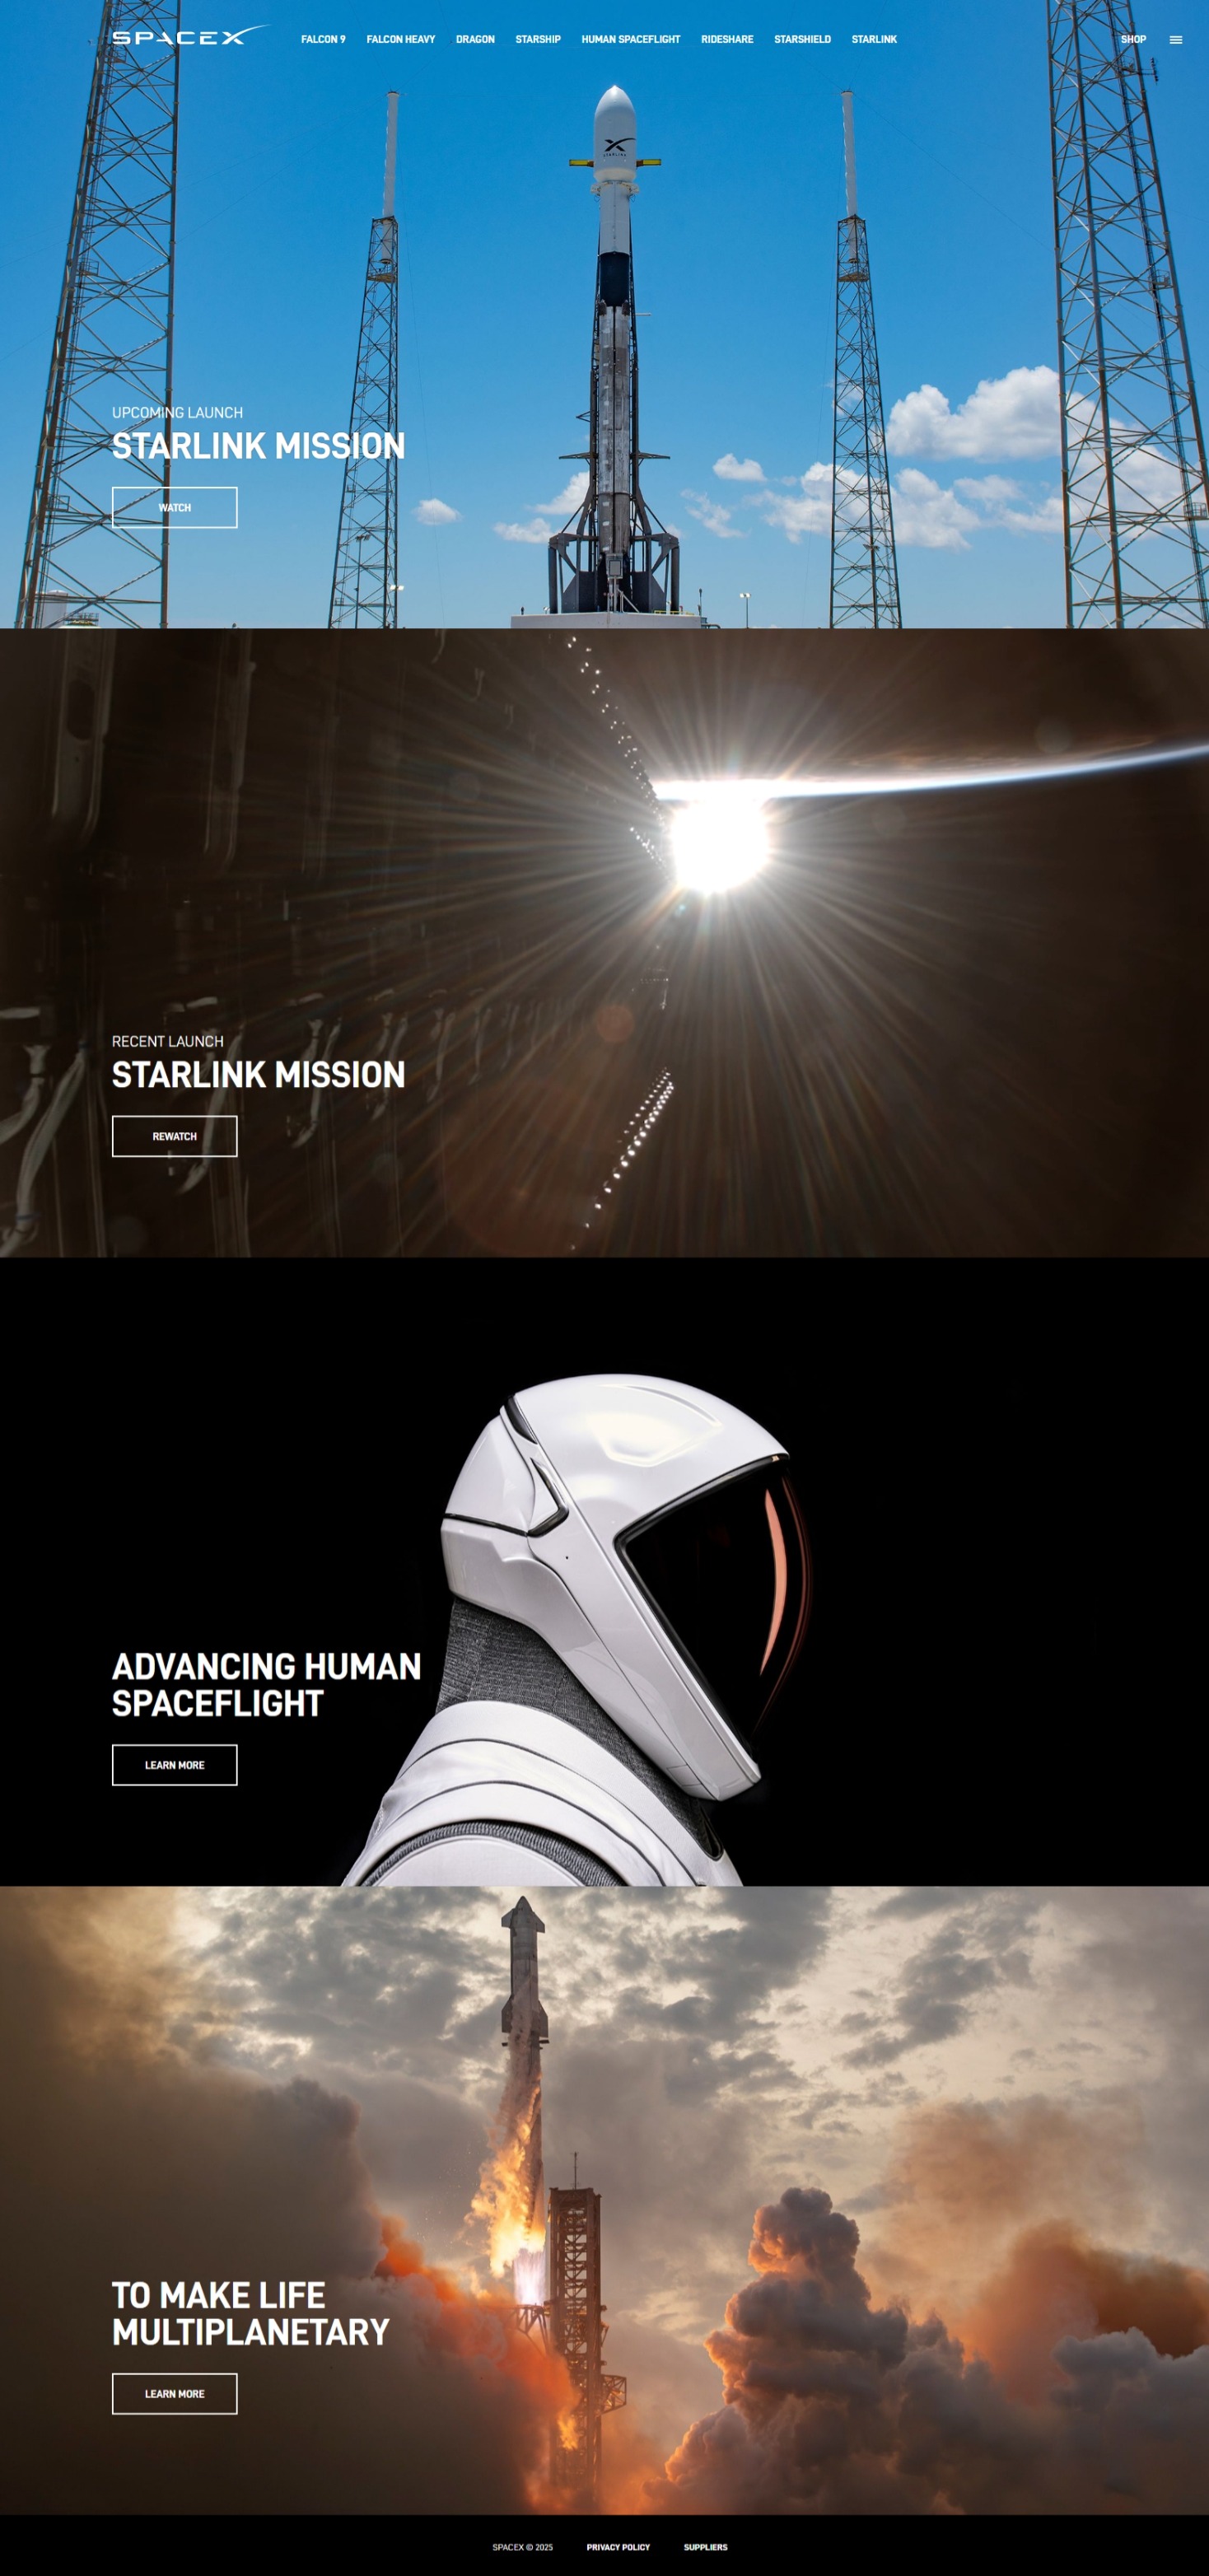 SPACEX
FALCON 9
FALCON HEAVY
DRAGON
STARSHIP
HUMAN SPACEFLIGHT
RIDESHARE
STARSHIELD
STARLINK
SHOP
STARLINK
UPCOMING LAUNCH
STARLINK MISSION
WATCH
RECENT LAUNCH
STARLINK MISSION
REWATCH
ADVANCING HUMAN
SPACEFLIGHT
LEARN MORE
TO MAKE LIFE
MULTIPLANETARY
LEARN MORE
SPACEX © 2025
PRIVACY POLICY
SUPPLIERS